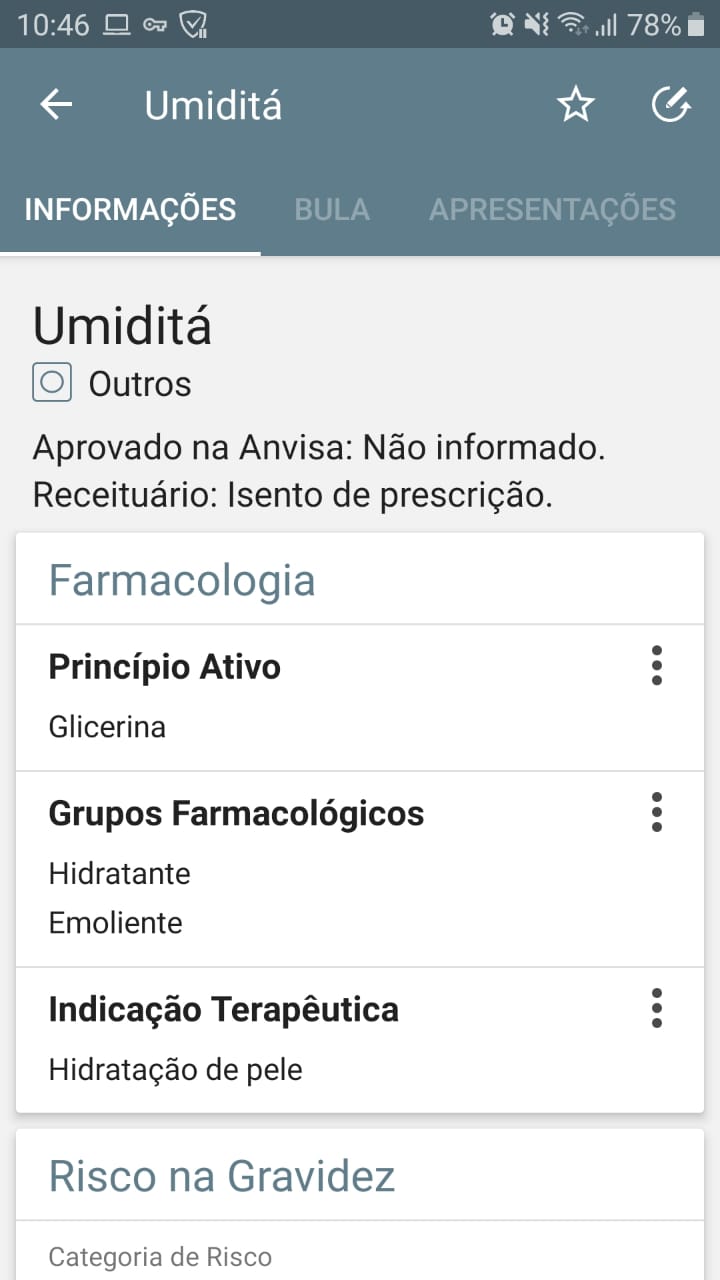 10:46
78%
Umiditá
INFORMAÇÕES BULA APRESENTAÇÕES
Umiditá
Outros
Aprovado na Anvisa: Não informado.
Receituário: Isento de prescrição.
Farmacologia
Princípio Ativo
Glicerina
Grupos Farmacológicos
Hidratante
Emoliente
Indicação Terapêutica
Hidratação de pele
Risco na Gravidez
Categoria de Risco